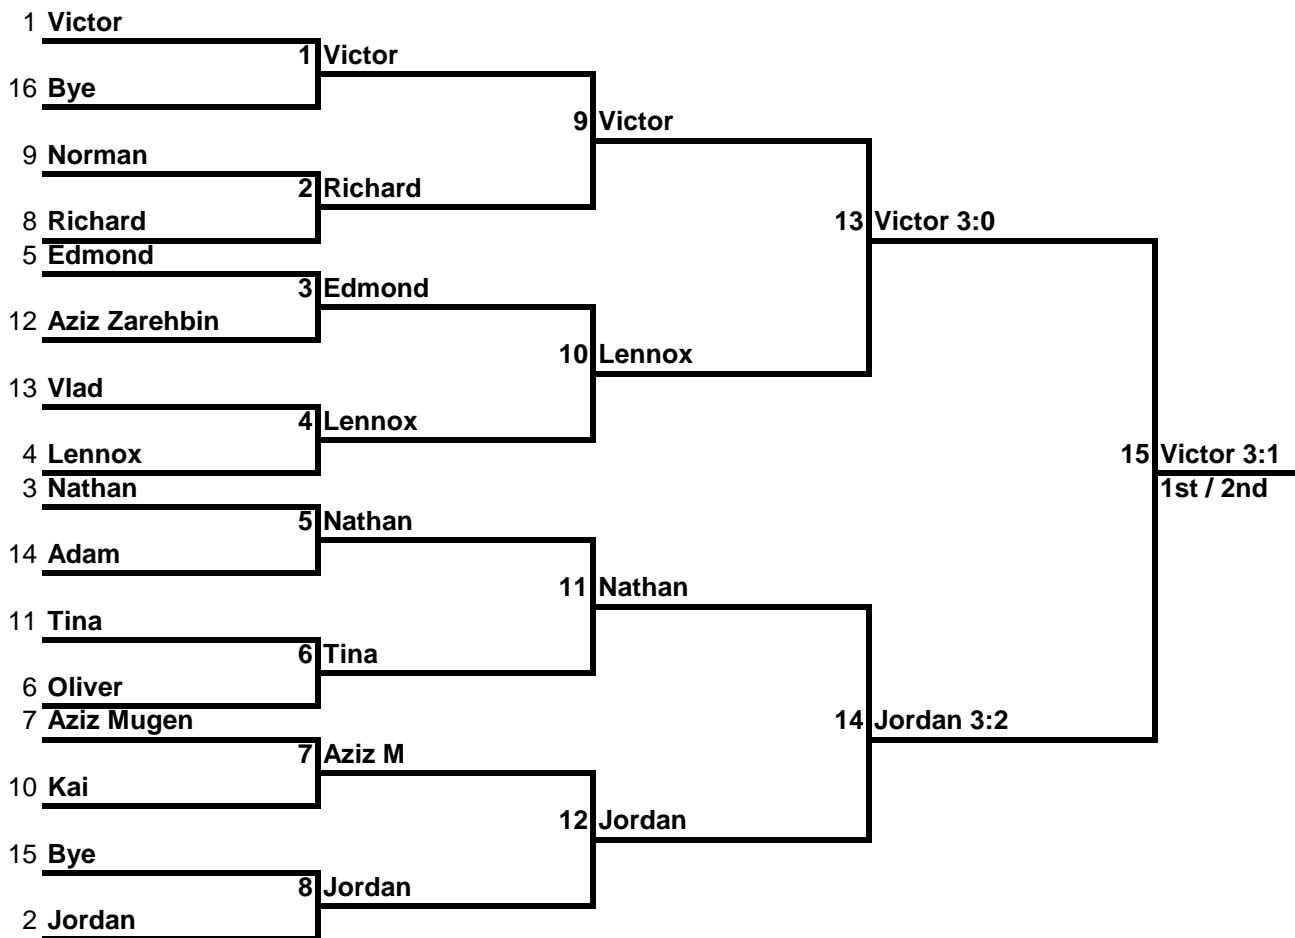 1 Victor
1 Victor
16 Bye
9 Victor
9 Norman
2 Richard
8 Richard
13 Victor 3:0
5 Edmond
3 Edmond
12 Aziz Zarehbin
10 Lennox
13 Vlad
4 Lennox
4 Lennox
15 Victor 3:1
3 Nathan
1st / 2nd
5 Nathan
14 Adam
11 Nathan
11 Tina
6 Tina
6 Oliver
7 Aziz Mugen
14 Jordan 3:2
7 Aziz M
10 Kai
12 Jordan
15 Bye
8 Jordan
2 Jordan